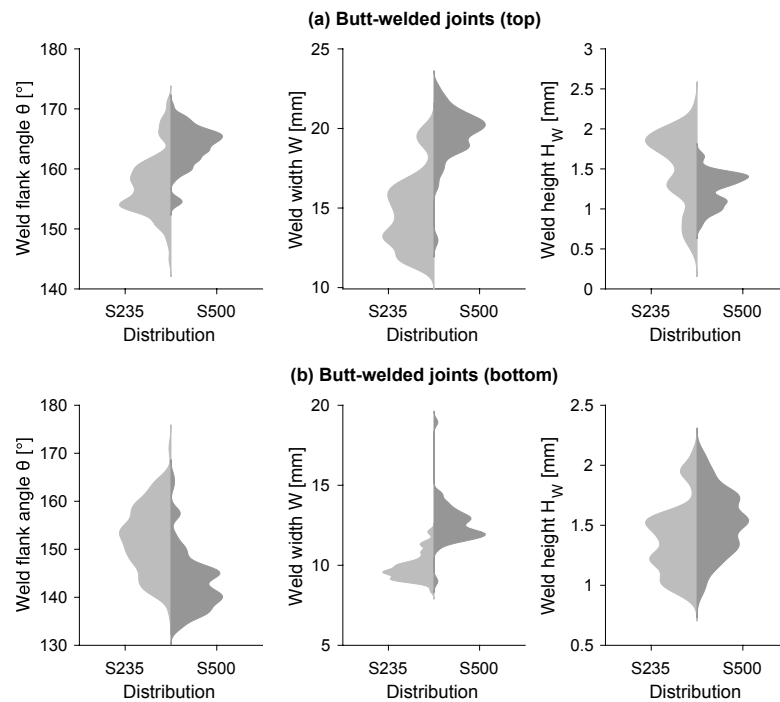 (a) Butt-welded joints (top)
Weld flank angle θ [°]
180
170
160
150
140
S235
S500
Distribution
Weld width W [mm]
20
15
10
S235
S500
Distribution
Weld height H_W [mm]
3
2.5
2
1.5
1
0.5
0
S235
S500
Distribution
(b) Butt-welded joints (bottom)
Weld flank angle θ [°]
180
170
160
150
140
130
S235
S500
Distribution
Weld width W [mm]
20
15
10
5
S235
S500
Distribution
Weld height H_W [mm]
2.5
2
1.5
1
0.5
S235
S500
Distribution